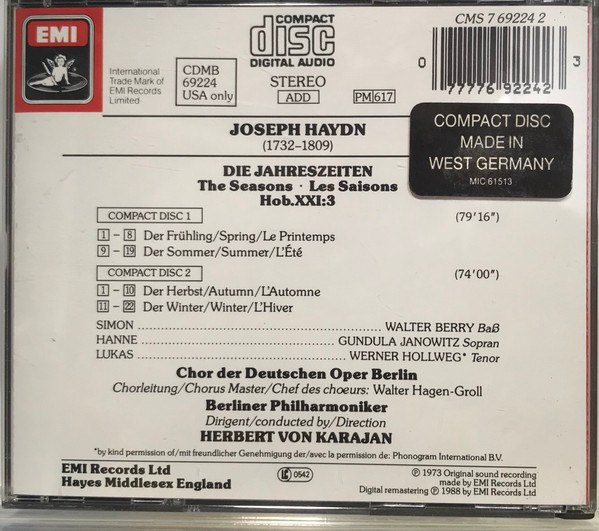 EMI
International
Trade Mark of
EMI Records
Limited
CDMB
69224
USA only
COMPACT
disc
DIGITAL AUDIO
STEREO
ADD
PM 617
CMS 7 69224 2
0 77776 92242 3
COMPACT DISC
MADE IN
WEST GERMANY
MIC 61513
JOSEPH HAYDN
(1732–1809)
DIE JAHRESZEITEN
The Seasons · Les Saisons
Hob.XXI:3
COMPACT DISC 1 (79'16")
1 – 8 Der Frühling/Spring/Le Printemps
9 – 19 Der Sommer/Summer/L'Été
COMPACT DISC 2 (74'00")
1 – 10 Der Herbst/Autumn/L'Automne
11 – 22 Der Winter/Winter/L'Hiver
SIMON ........ WALTER BERRY Baß
HANNE ........ GUNDULA JANOWITZ Sopran
LUKAS ........ WERNER HOLLWEG* Tenor
Chor der Deutschen Oper Berlin
Chorleitung/Chorus Master/Chef des chœurs: Walter Hagen-Groll
Berliner Philharmoniker
Dirigent/conducted by/Direction
HERBERT VON KARAJAN
*by kind permission of/mit freundlicher Genehmigung der/avec la permission de: Phonogram International B.V.
EMI Records Ltd
Hayes Middlesex England
LC 0542
℗ 1973 Original sound recording
made by EMI Records Ltd
Digital remastering ℗ 1988 by EMI Records Ltd